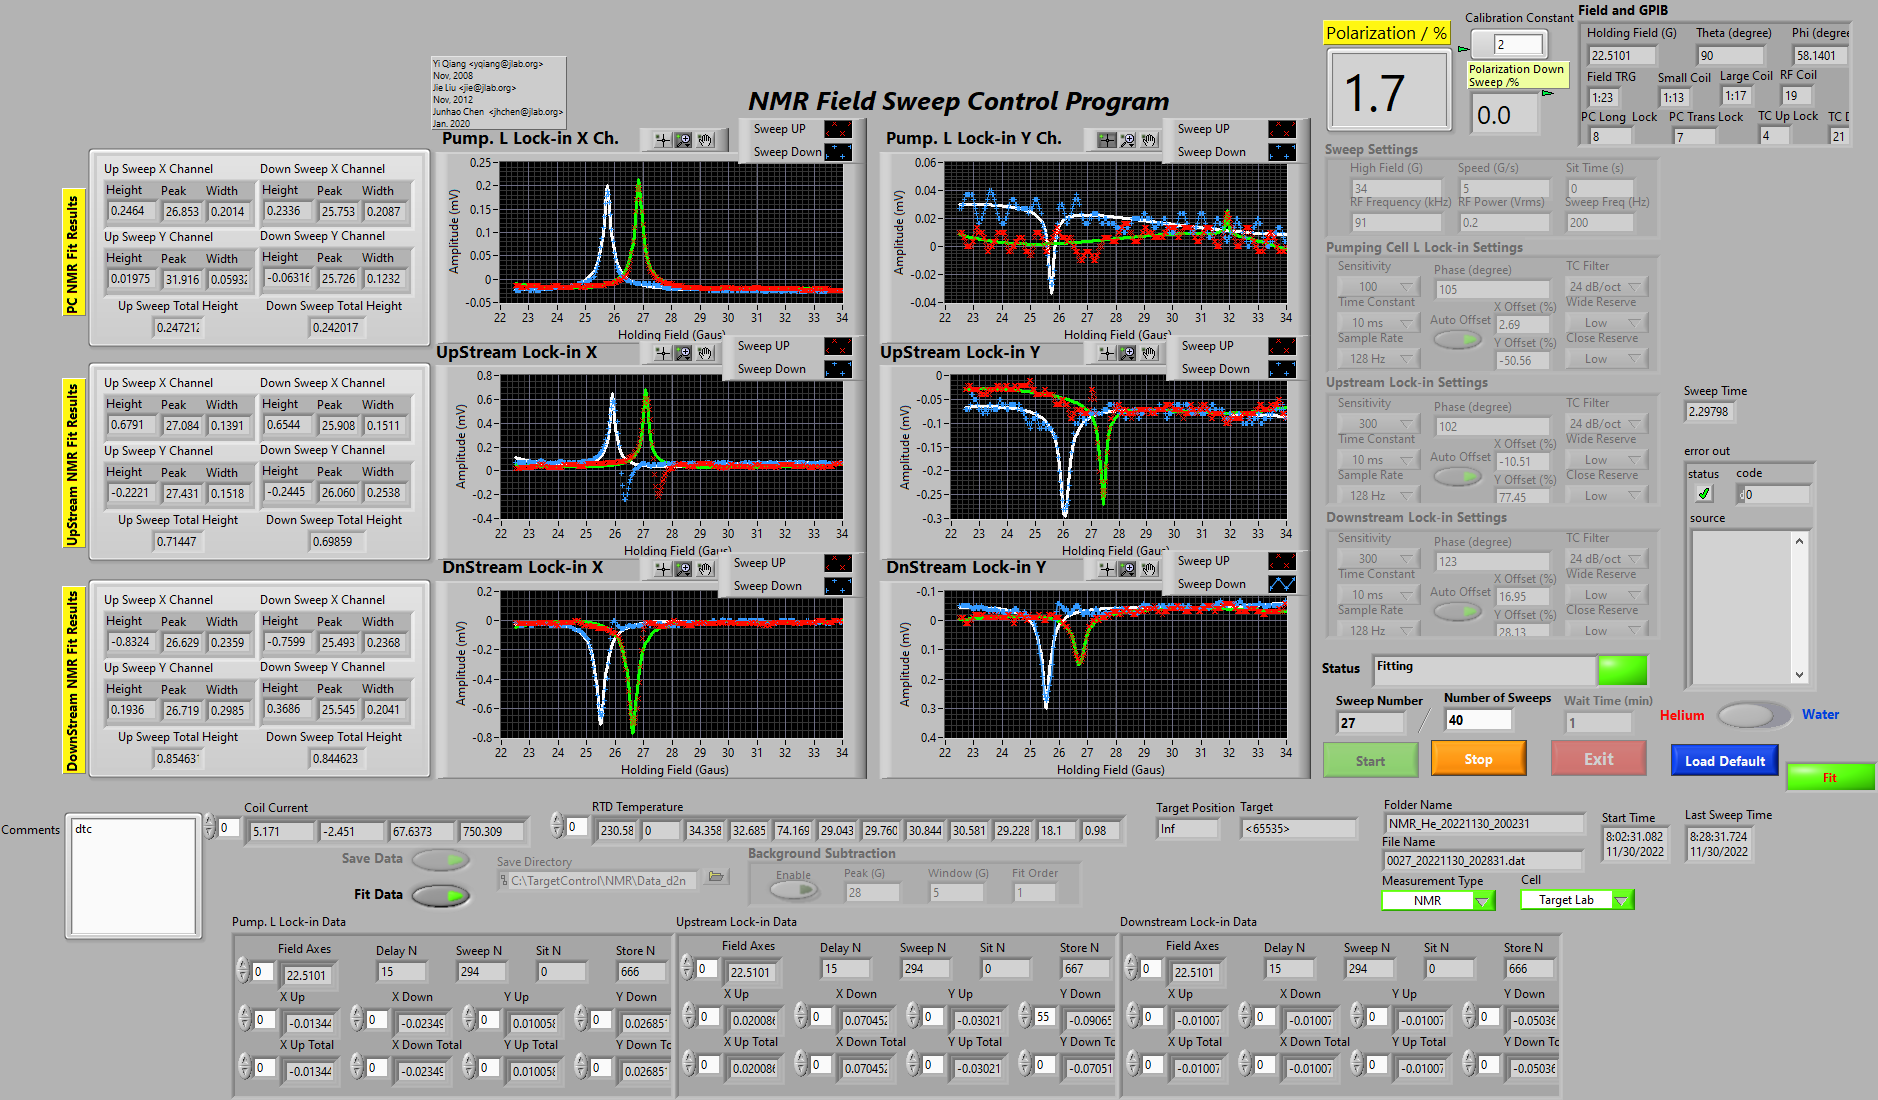 Yi Qiang <yqiang@jlab.org>
Nov, 2008
Jie Liu <jie@jlab.org>
Nov, 2012
Junhao Chen <jhchen@jlab.org>
Jan. 2020
NMR Field Sweep Control Program
Polarization / %
1.7
Calibration Constant
2
Polarization Down
Sweep /%
0.0
Field and GPIB
Holding Field (G) Theta (degree) Phi (degree
22.5101 90 58.1401
Field TRG Small Coil Large Coil RF Coil
1:23 1:13 1:17 19
PC Long Lock PC Trans Lock TC Up Lock TC D
8 7 4 21
PC NMR Fit Results
Up Sweep X Channel Down Sweep X Channel
Height Peak Width Height Peak Width
0.2464 26.853 0.2014 0.2336 25.753 0.2087
Up Sweep Y Channel Down Sweep Y Channel
Height Peak Width Height Peak Width
0.01975 31.916 0.05932 -0.06316 25.726 0.1232
Up Sweep Total Height Down Sweep Total Height
0.247212 0.242017
Pump. L Lock-in X Ch.
Sweep UP
Sweep Down
Amplitude (mV)
0.25
0.2
0.15
0.1
0.05
0
-0.05
22 23 24 25 26 27 28 29 30 31 32 33 34
Holding Field (Gaus)
Pump. L Lock-in Y Ch.
Sweep UP
Sweep Down
Amplitude (mV)
0.06
0.04
0.02
0
-0.02
-0.04
22 24 26 28 30 32 34
Holding Field (Gaus)
UpStream NMR Fit Results
Up Sweep X Channel Down Sweep X Channel
Height Peak Width Height Peak Width
0.6791 27.084 0.1391 0.6544 25.908 0.1511
Up Sweep Y Channel Down Sweep Y Channel
Height Peak Width Height Peak Width
-0.2221 27.431 0.1518 -0.2445 26.060 0.2538
Up Sweep Total Height Down Sweep Total Height
0.71447 0.69859
UpStream Lock-in X
Sweep UP
Sweep Down
Amplitude (mV)
0.8
0.6
0.4
0.2
0
-0.2
-0.4
22 23 24 25 26 27 28 29 30 31 32 33 34
Holding Field (Gaus)
UpStream Lock-in Y
Sweep UP
Sweep Down
Amplitude (mV)
0
-0.05
-0.1
-0.15
-0.2
-0.25
-0.3
22 24 26 28 30 32 34
Holding Field (Gaus)
DownStream NMR Fit Results
Up Sweep X Channel Down Sweep X Channel
Height Peak Width Height Peak Width
-0.8324 26.629 0.2359 -0.7599 25.493 0.2368
Up Sweep Y Channel Down Sweep Y Channel
Height Peak Width Height Peak Width
0.1936 26.719 0.2985 0.3686 25.545 0.2041
Up Sweep Total Height Down Sweep Total Height
0.85463 0.844623
DnStream Lock-in X
Sweep UP
Sweep Down
Amplitude (mV)
0.2
0
-0.2
-0.4
-0.6
-0.8
22 23 24 25 26 27 28 29 30 31 32 33 34
Holding Field (Gaus)
DnStream Lock-in Y
Sweep UP
Sweep Down
Amplitude (mV)
-0.1
0
0.1
0.2
0.3
0.4
22 24 26 28 30 32 34
Holding Field (Gaus)
Sweep Settings
High Field (G) Speed (G/s) Sit Time (s)
34 5 0
RF Frequency (kHz) RF Power (Vrms) Sweep Freq (Hz)
91 0.2 200
Pumping Cell L Lock-in Settings
Sensitivity Phase (degree) TC Filter
100 105 24 dB/oct
Time Constant X Offset (%) Wide Reserve
10 ms Auto Offset 2.69 Low
Sample Rate Y Offset (%) Close Reserve
128 Hz -50.56 Low
Upstream Lock-in Settings
Sensitivity Phase (degree) TC Filter
300 102 24 dB/oct
Time Constant X Offset (%) Wide Reserve
10 ms Auto Offset -10.51 Low
Sample Rate Y Offset (%) Close Reserve
128 Hz 77.45 Low
Downstream Lock-in Settings
Sensitivity Phase (degree) TC Filter
300 123 24 dB/oct
Time Constant X Offset (%) Wide Reserve
10 ms Auto Offset 16.95 Low
Sample Rate Y Offset (%) Close Reserve
128 Hz 28.13 Low
Sweep Time
2.29798
error out
status code
0
source
Status Fitting
Sweep Number Number of Sweeps Wait Time (min)
27 / 40 1
Helium Water
Start Stop Exit Load Default Fit
Comments
dtc
Coil Current
0 5.171 -2.451 67.6373 750.309
RTD Temperature
0 230.58 0 34.358 32.685 74.169 29.043 29.760 30.844 30.581 29.228 18.1 0.98
Target Position Target
Inf <65535>
Folder Name
NMR_He_20221130_200231
File Name
0027_20221130_202831.dat
Start Time Last Sweep Time
8:02:31.082 8:28:31.724
11/30/2022 11/30/2022
Measurement Type Cell
NMR Target Lab
Save Data
Fit Data
Save Directory
C:\TargetControl\NMR\Data_d2n
Background Subtraction
Enable Peak (G) Window (G) Fit Order
28 5 1
Pump. L Lock-in Data
Field Axes Delay N Sweep N Sit N Store N
0 22.5101 15 294 0 666
X Up X Down Y Up Y Down
0 -0.01344 0 -0.02349 0 0.010058 0 0.02685
X Up Total X Down Total Y Up Total Y Down To
0 -0.01344 0 -0.02349 0 0.010058 0 0.02685
Upstream Lock-in Data
Field Axes Delay N Sweep N Sit N Store N
0 22.5101 15 294 0 667
X Up X Down Y Up Y Down
0 0.020086 0 0.070452 0 -0.03021 55 -0.09065
X Up Total X Down Total Y Up Total Y Down To
0 0.020086 0 0.070452 0 -0.03021 0 -0.07051
Downstream Lock-in Data
Field Axes Delay N Sweep N Sit N Store N
0 22.5101 15 294 0 666
X Up X Down Y Up Y Down
0 -0.01007 0 -0.01007 0 -0.01007 0 -0.05036
X Up Total X Down Total Y Up Total Y Down To
0 -0.01007 0 -0.01007 0 -0.01007 0 -0.05036